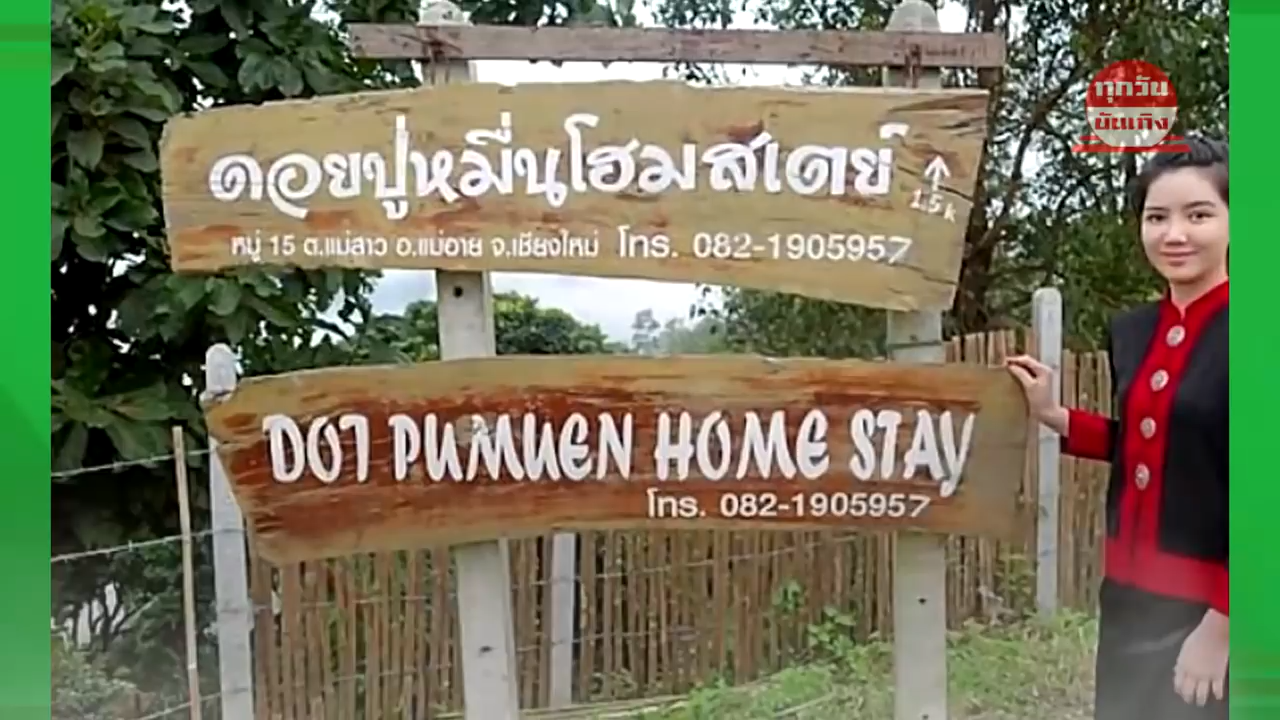 ทุกวัน
บันเทิง
ดอยปู่หมื่นโฮมสเตย์
↑
1.5 k
หมู่ 15 ต.แม่สาว อ.แม่อาย จ.เชียงใหม่ โทร. 082-1905957
DOI PUMUEN HOME STAY
โทร. 082-1905957